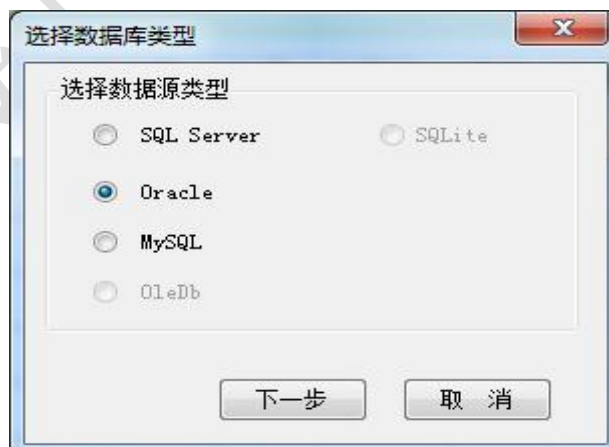 选择数据库类型
选择数据源类型
SQL Server SQLite
Oracle
MySQL
OleDb
下一步 取 消